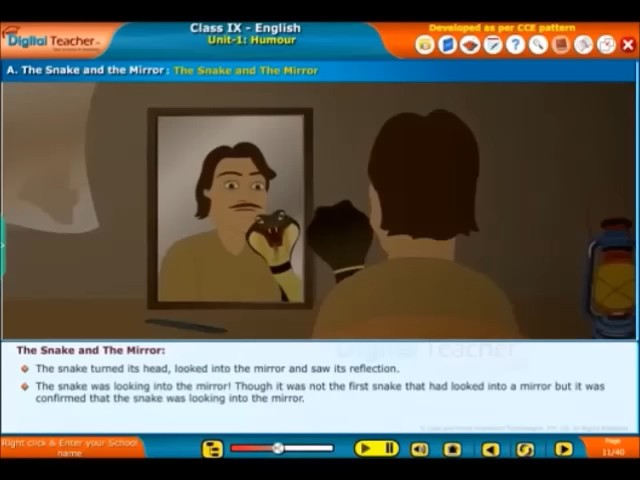 Class IX - English
Developed as per CCE pattern
Digital Teacher
Unit-1: Humour
A. The Snake and the Mirror: The Snake and The Mirror
The Snake and The Mirror:
The snake turned its head, looked into the mirror and saw its reflection.
The snake was looking into the mirror! Though it was not the first snake that had looked into a mirror but it was
confirmed that the snake was looking into the mirror.
Right click & Enter your School
name
Page
11/40